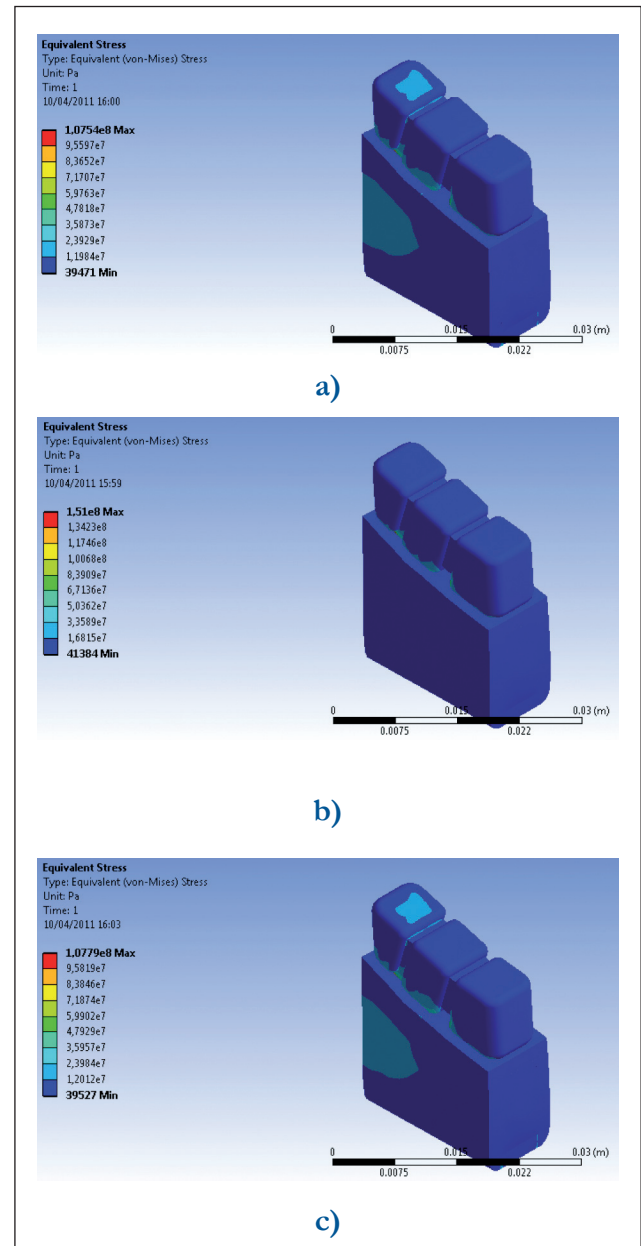 Equivalent Stress
Type: Equivalent (von-Mises) Stress
Unit: Pa
Time: 1
10/04/2011 16:00
1,0754e8 Max
9,5597e7
8,3652e7
7,1707e7
5,9763e7
4,7818e7
3,5873e7
2,3929e7
1,1984e7
39471 Min
0 0.015 0.03 (m)
0.0075 0.022
a)
Equivalent Stress
Type: Equivalent (von-Mises) Stress
Unit: Pa
Time: 1
10/04/2011 15:59
1,51e8 Max
1,3423e8
1,1746e8
1,0068e8
8,3909e7
6,7136e7
5,0362e7
3,3589e7
1,6815e7
41384 Min
0 0.015 0.03 (m)
0.0075 0.022
b)
Equivalent Stress
Type: Equivalent (von-Mises) Stress
Unit: Pa
Time: 1
10/04/2011 16:03
1,0779e8 Max
9,5819e7
8,3846e7
7,1874e7
5,9902e7
4,7929e7
3,5957e7
2,3984e7
1,2012e7
39527 Min
0 0.015 0.03 (m)
0.0075 0.022
c)